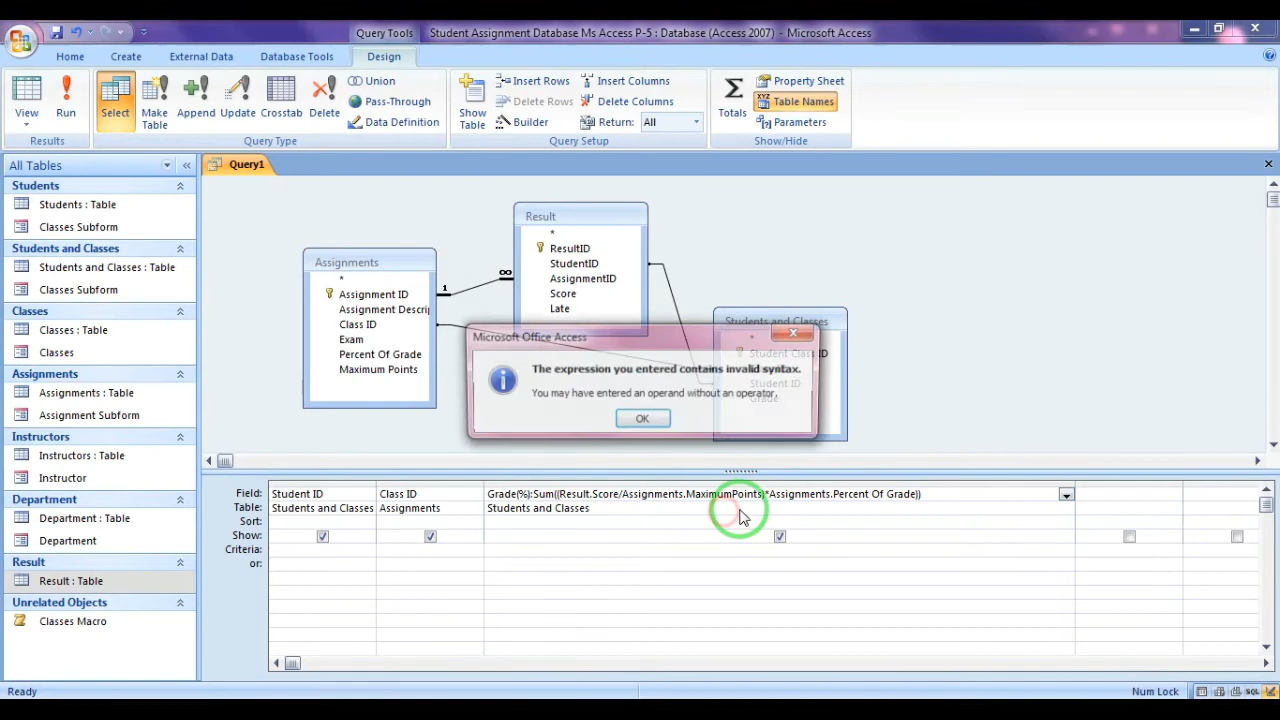 Query Tools
Student Assignment Database Ms Access P-5 : Database (Access 2007) - Microsoft Access
Home
Create
External Data
Database Tools
Design
View
Run
Results
Select
Make Table
Append
Update
Crosstab
Delete
Union
Pass-Through
Data Definition
Query Type
Show Table
Insert Rows
Delete Rows
Builder
Insert Columns
Delete Columns
Return: All
Query Setup
Totals
Property Sheet
Table Names
Parameters
Show/Hide
All Tables
Students
Students : Table
Classes Subform
Students and Classes
Students and Classes : Table
Classes Subform
Classes
Classes : Table
Classes
Assignments
Assignments : Table
Assignment Subform
Instructors
Instructors : Table
Instructor
Department
Department : Table
Department
Result
Result : Table
Unrelated Objects
Classes Macro
Query1
Assignments
*
Assignment ID
Assignment Descrip
Class ID
Exam
Percent Of Grade
Maximum Points
1
∞
Result
*
ResultID
StudentID
AssignmentID
Score
Late
Students and Classes
*
Student Class ID
Student ID
Grade
Microsoft Office Access
The expression you entered contains invalid syntax.
You may have entered an operand without an operator.
OK
Field: Student ID Class ID Grade(%):Sum((Result.Score/Assignments.MaximumPoints)*Assignments.Percent Of Grade))
Table: Students and Classes Assignments Students and Classes
Sort:
Show:
Criteria:
or:
Ready
Num Lock
SQL